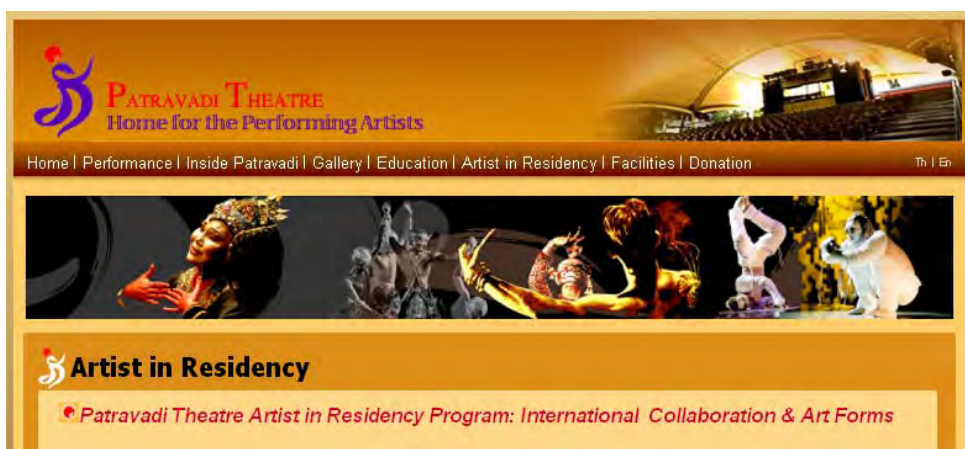 PATRAVADI THEATRE
Home for the Performing Artists
Home | Performance | Inside Patravadi | Gallery | Education | Artist in Residency | Facilities | Donation
Th | En
Artist in Residency
Patravadi Theatre Artist in Residency Program: International Collaboration & Art Forms